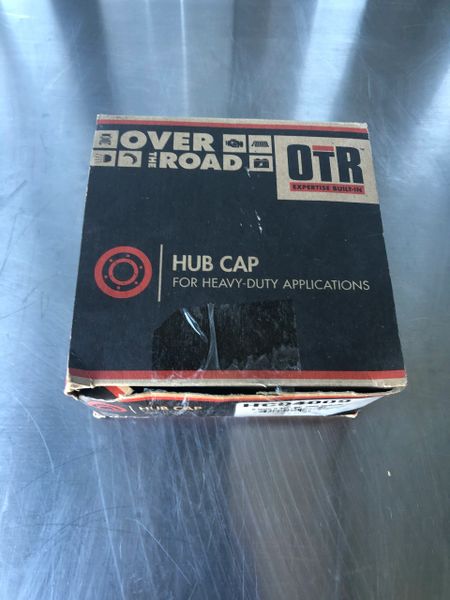 OVER
THE
ROAD
OTR
EXPERTISE BUILT-IN
HUB CAP
FOR HEAVY-DUTY APPLICATIONS
HUB CAP